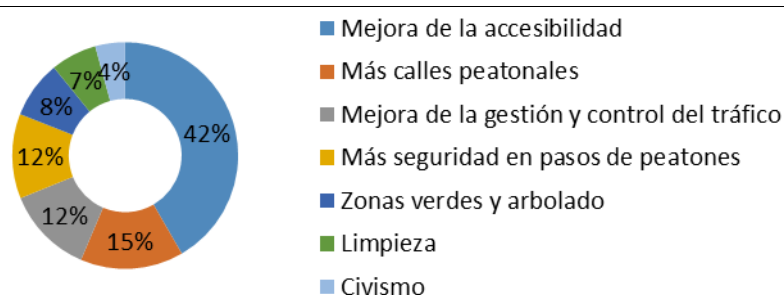 4%
7%
8%
42%
12%
12%
15%
Mejora de la accesibilidad
Más calles peatonales
Mejora de la gestión y control del tráfico
Más seguridad en pasos de peatones
Zonas verdes y arbolado
Limpieza
Civismo